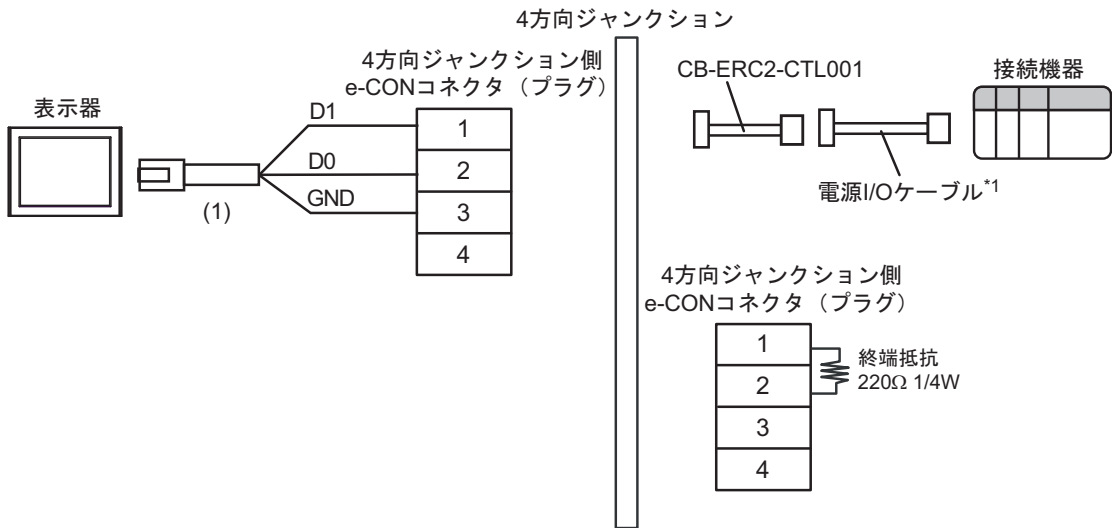 4方向ジャンクション
4方向ジャンクション側
e-CONコネクタ（プラグ）
表示器
D1
D0
GND
(1)
1
2
3
4
CB-ERC2-CTL001
接続機器
電源I/Oケーブル*1
4方向ジャンクション側
e-CONコネクタ（プラグ）
1
2
3
4
終端抵抗
220Ω 1/4W